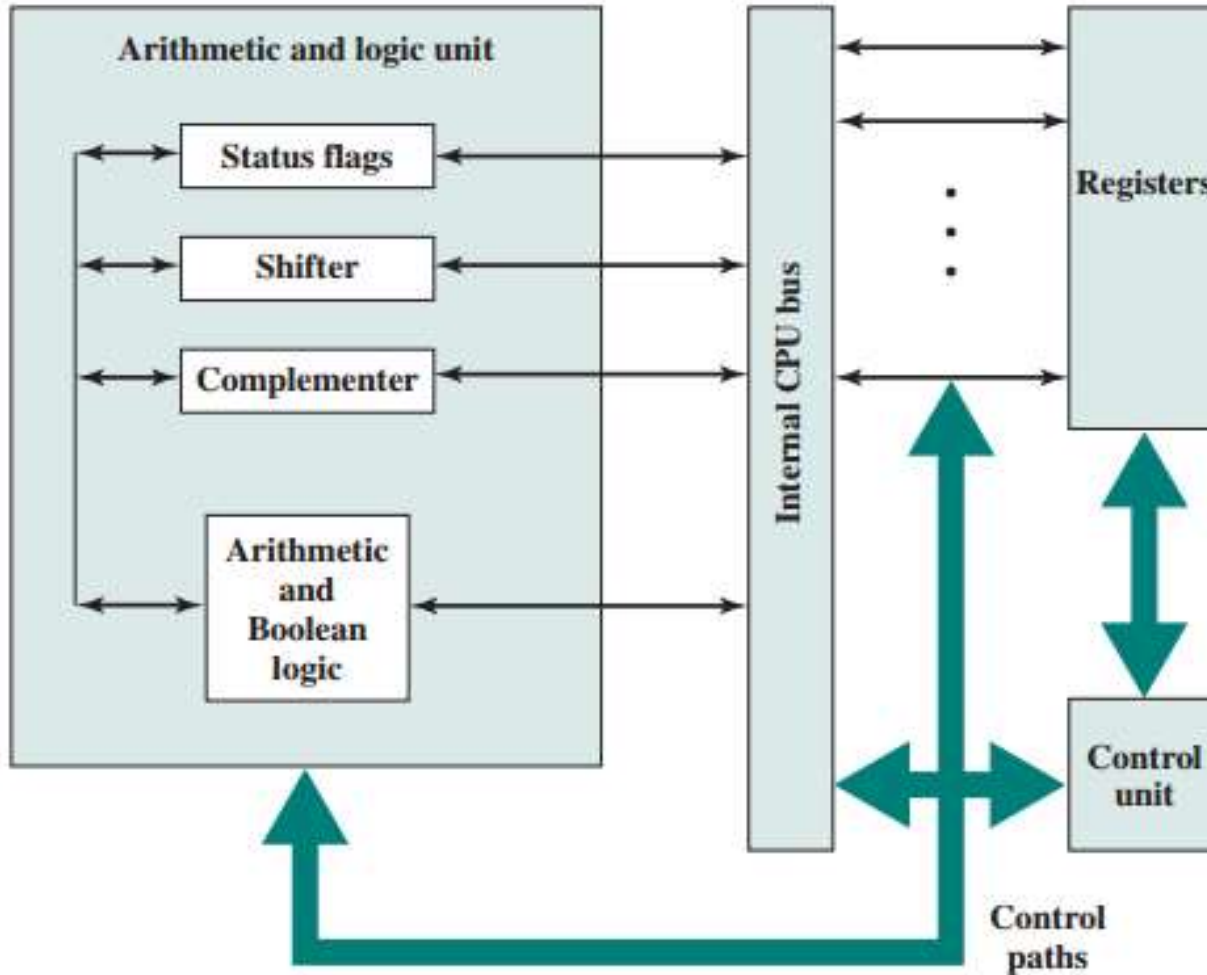 Arithmetic and logic unit
Status flags
Shifter
Complementer
Arithmetic
and
Boolean
logic
Internal CPU bus
Registers
Control
unit
Control
paths